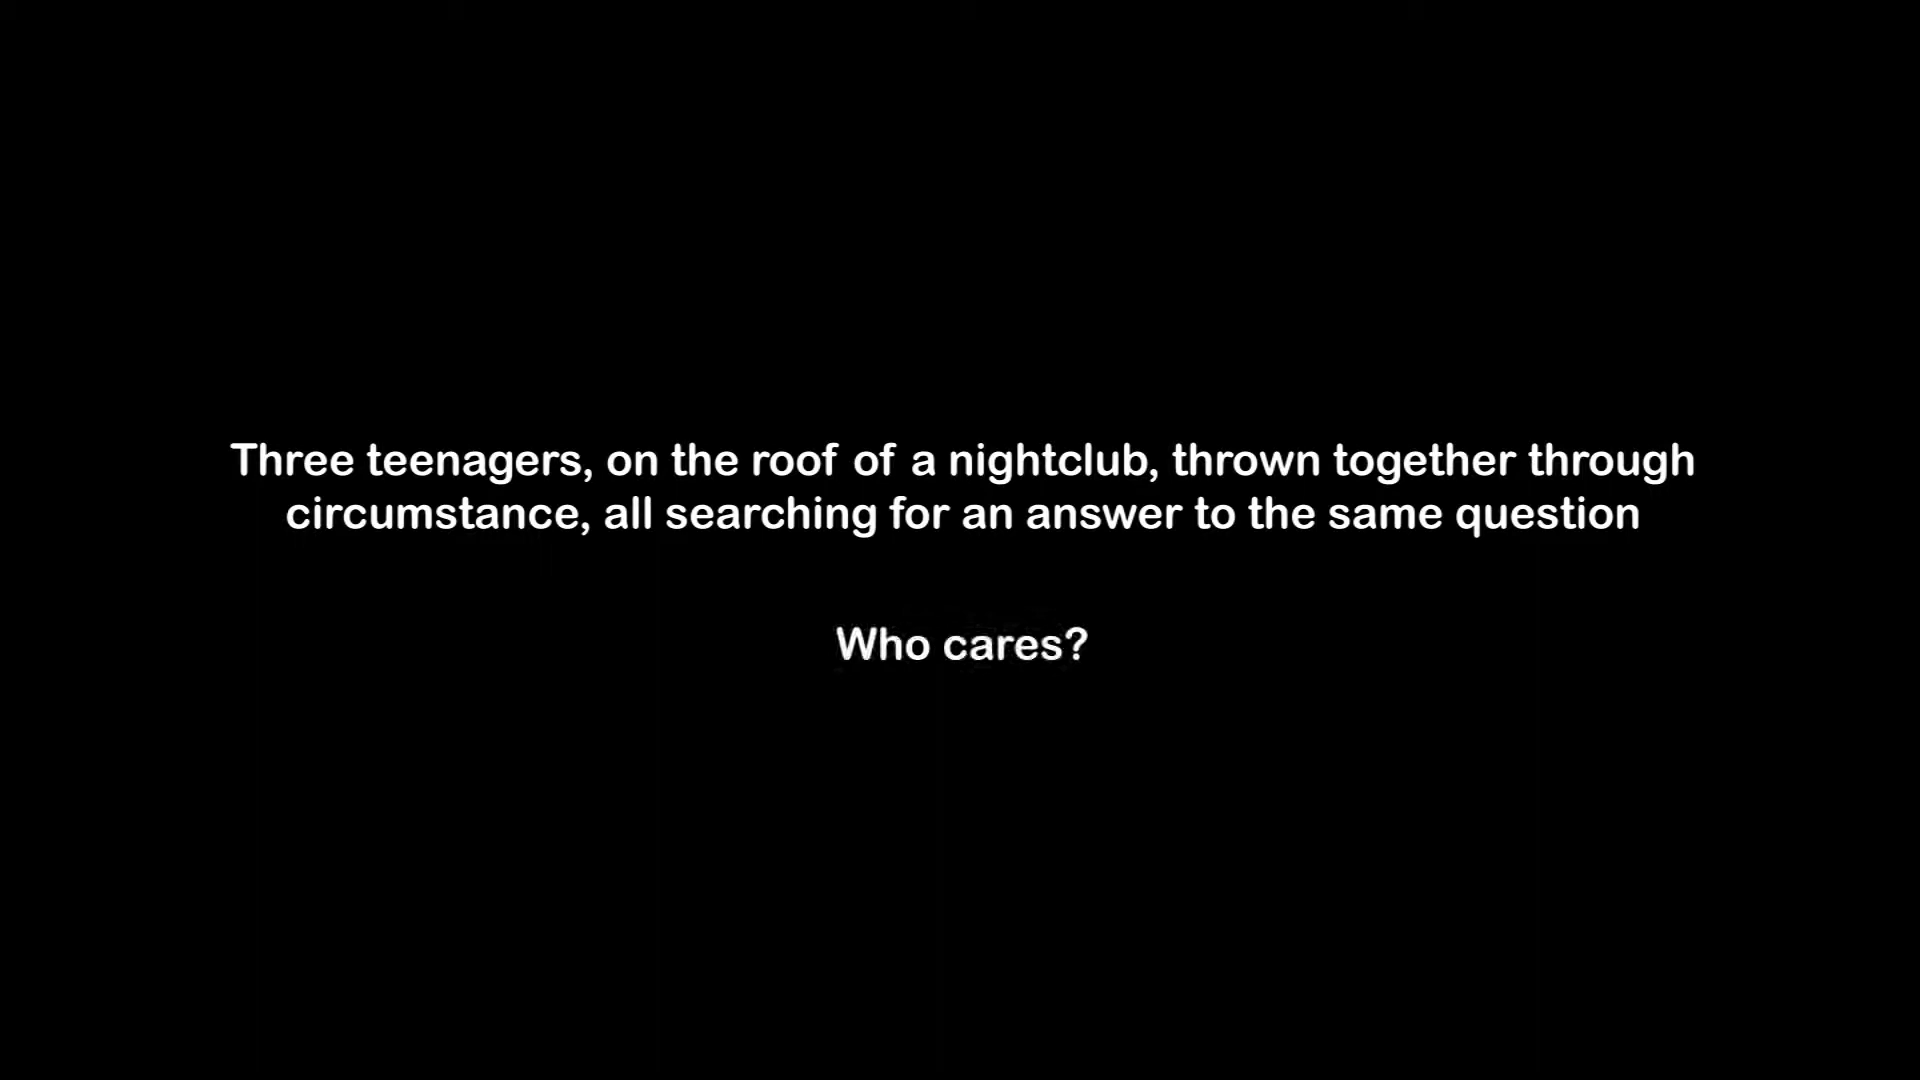 Three teenagers, on the roof of a nightclub, thrown together through
circumstance, all searching for an answer to the same question
Who cares?